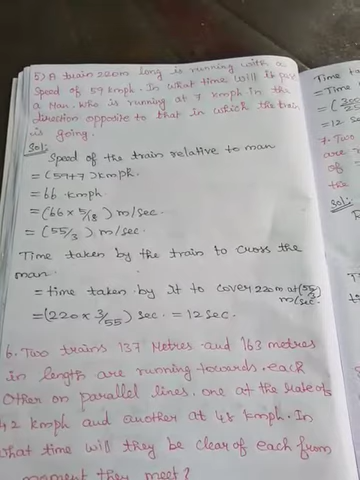 5) A train 220m long is running with a
speed of 59 kmph. In what time will it pass
a Man. who is running at 7 kmph in the
direction opposite to that in which the train
is going.
Sol:
Speed of the train relative to man
= (59+7) kmph.
= 66 kmph.
= (66 x 5/18) m/sec.
= (55/3) m/sec.
Time taken by the train to cross the
man.
= time taken by It to cover 220m at (55/3) m/sec.
= (220 x 3/55) sec. = 12 sec.
6. Two trains 137 Metres and 163 metres
in length are running towards each
Other on parallel lines, one at the rate of
42 kmph and another at 48 kmph. In
what time will they be clear of each from
moment they meet?
Time ta
= Time
= 12 sec
7. Two
are
of
the
Sol: